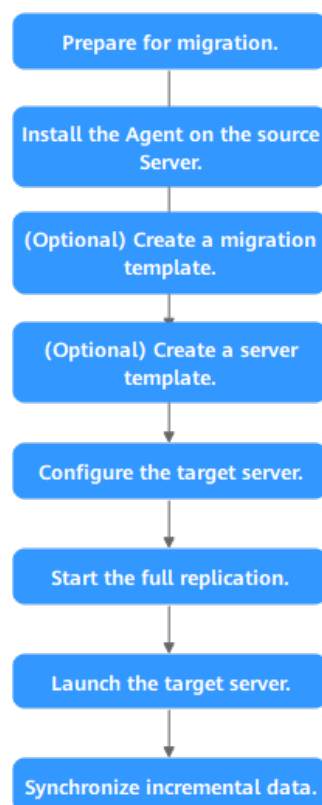 Prepare for migration.
Install the Agent on the source
Server.
(Optional) Create a migration
template.
(Optional) Create a server
template.
Configure the target server.
Start the full replication.
Launch the target server.
Synchronize incremental data.